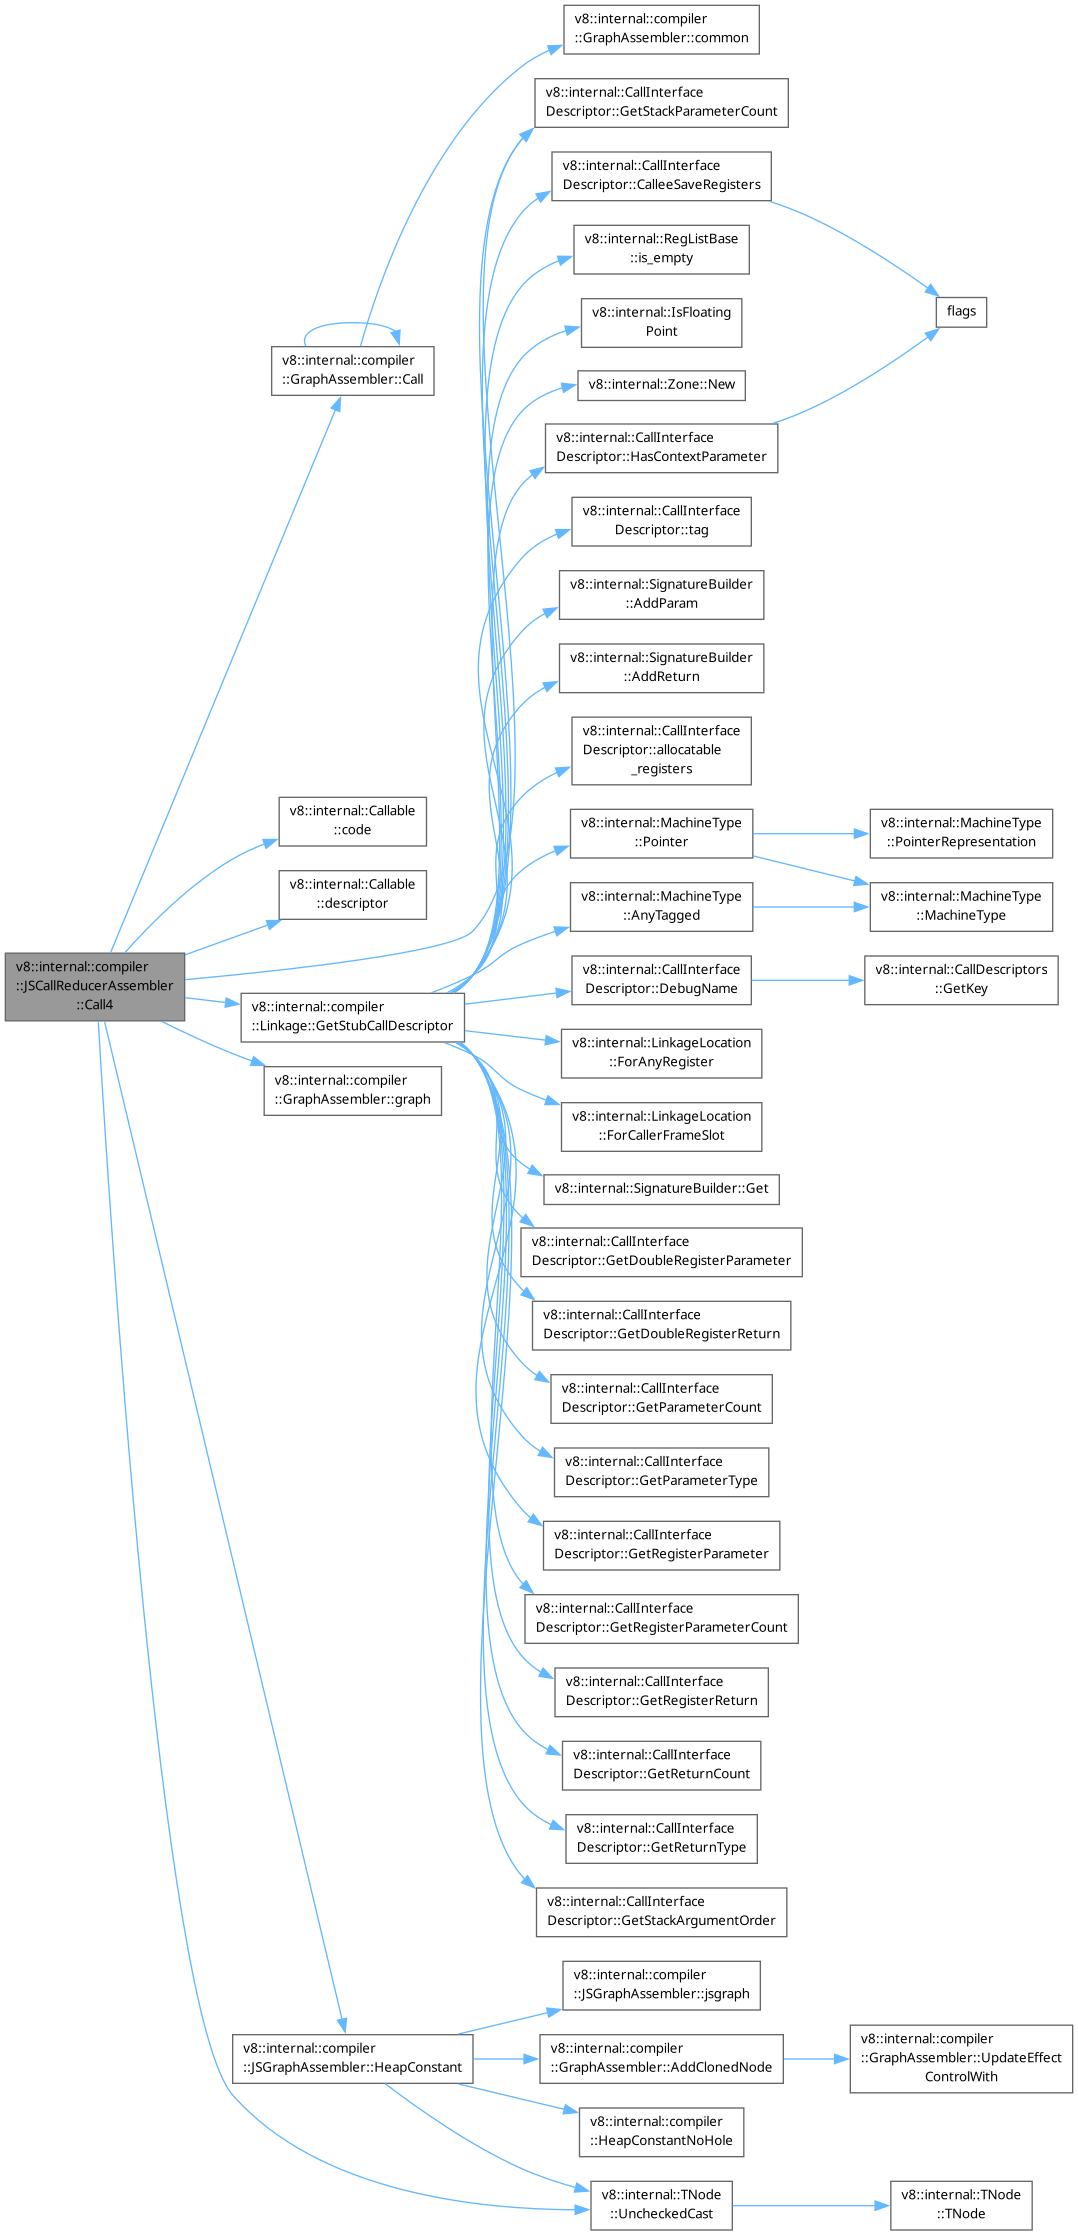 v8::internal::compiler
::GraphAssembler::common
v8::internal::CallInterface
Descriptor::GetStackParameterCount
v8::internal::CallInterface
Descriptor::CalleeSaveRegisters
v8::internal::RegListBase
::is_empty
flags
v8::internal::IsFloating
Point
v8::internal::compiler
::GraphAssembler::Call
v8::internal::Zone::New
v8::internal::CallInterface
Descriptor::HasContextParameter
v8::internal::CallInterface
Descriptor::tag
v8::internal::SignatureBuilder
::AddParam
v8::internal::SignatureBuilder
::AddReturn
v8::internal::CallInterface
Descriptor::allocatable
_registers
v8::internal::Callable
::code
v8::internal::MachineType
::Pointer
v8::internal::MachineType
::PointerRepresentation
v8::internal::Callable
::descriptor
v8::internal::MachineType
::AnyTagged
v8::internal::MachineType
::MachineType
v8::internal::compiler
::JSCallReducerAssembler
::Call4
v8::internal::CallInterface
Descriptor::DebugName
v8::internal::CallDescriptors
::GetKey
v8::internal::compiler
::Linkage::GetStubCallDescriptor
v8::internal::LinkageLocation
::ForAnyRegister
v8::internal::compiler
::GraphAssembler::graph
v8::internal::LinkageLocation
::ForCallerFrameSlot
v8::internal::SignatureBuilder::Get
v8::internal::CallInterface
Descriptor::GetDoubleRegisterParameter
v8::internal::CallInterface
Descriptor::GetDoubleRegisterReturn
v8::internal::CallInterface
Descriptor::GetParameterCount
v8::internal::CallInterface
Descriptor::GetParameterType
v8::internal::CallInterface
Descriptor::GetRegisterParameter
v8::internal::CallInterface
Descriptor::GetRegisterParameterCount
v8::internal::CallInterface
Descriptor::GetRegisterReturn
v8::internal::CallInterface
Descriptor::GetReturnCount
v8::internal::CallInterface
Descriptor::GetReturnType
v8::internal::CallInterface
Descriptor::GetStackArgumentOrder
v8::internal::compiler
::JSGraphAssembler::jsgraph
v8::internal::compiler
::JSGraphAssembler::HeapConstant
v8::internal::compiler
::GraphAssembler::AddClonedNode
v8::internal::compiler
::GraphAssembler::UpdateEffect
ControlWith
v8::internal::compiler
::HeapConstantNoHole
v8::internal::TNode
::UncheckedCast
v8::internal::TNode
::TNode